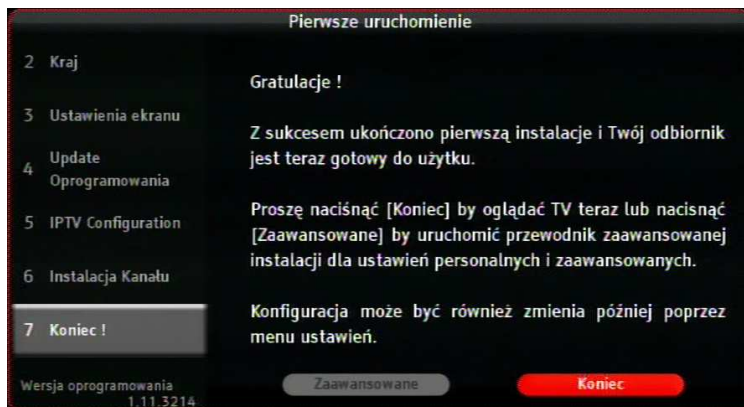 Pierwsze uruchomienie
2 Kraj
3 Ustawienia ekranu
4 Update
Oprogramowania
5 IPTV Configuration
6 Instalacja Kanału
7 Koniec !
Wersja oprogramowania
1.11.3214
Gratulacje !
Z sukcesem ukończono pierwszą instalacje i Twój odbiornik
jest teraz gotowy do użytku.
Proszę naciśnąć [Koniec] by oglądać TV teraz lub nacisnąć
[Zaawansowane] by uruchomić przewodnik zaawansowanej
instalacji dla ustawień personalnych i zaawansowanych.
Konfiguracja może być również zmienia później poprzez
menu ustawień.
Zaawansowane
Koniec